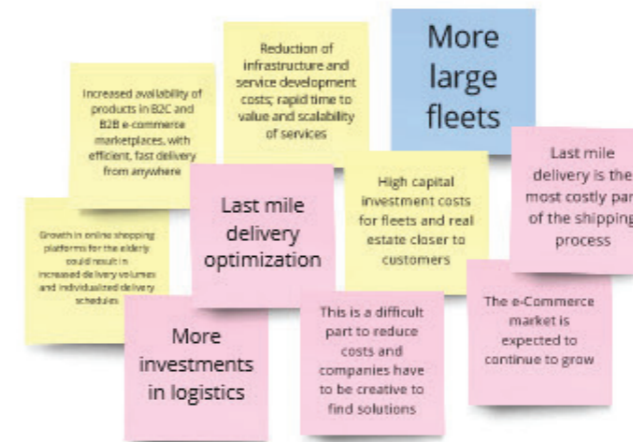 Reduction of
infrastructure and
service development
costs; rapid time to
value and scalability
of services
More
large
fleets
Increased availability of
products in B2C and
B2B e-commerce
marketplaces, with
efficient, fast delivery
from anywhere
Last mile
delivery is the
most costly part
of the shipping
process
Last mile
delivery
optimization
High capital
investment costs
for fleets and real
estate closer to
customers
Growth in online shopping
platforms for the elderly
could result in
increased delivery volumes
and individualized delivery
schedules
The e-Commerce
market is
expected to
continue to grow
More
investments
in logistics
This is a difficult
part to reduce
costs and
companies have
to be creative to
find solutions